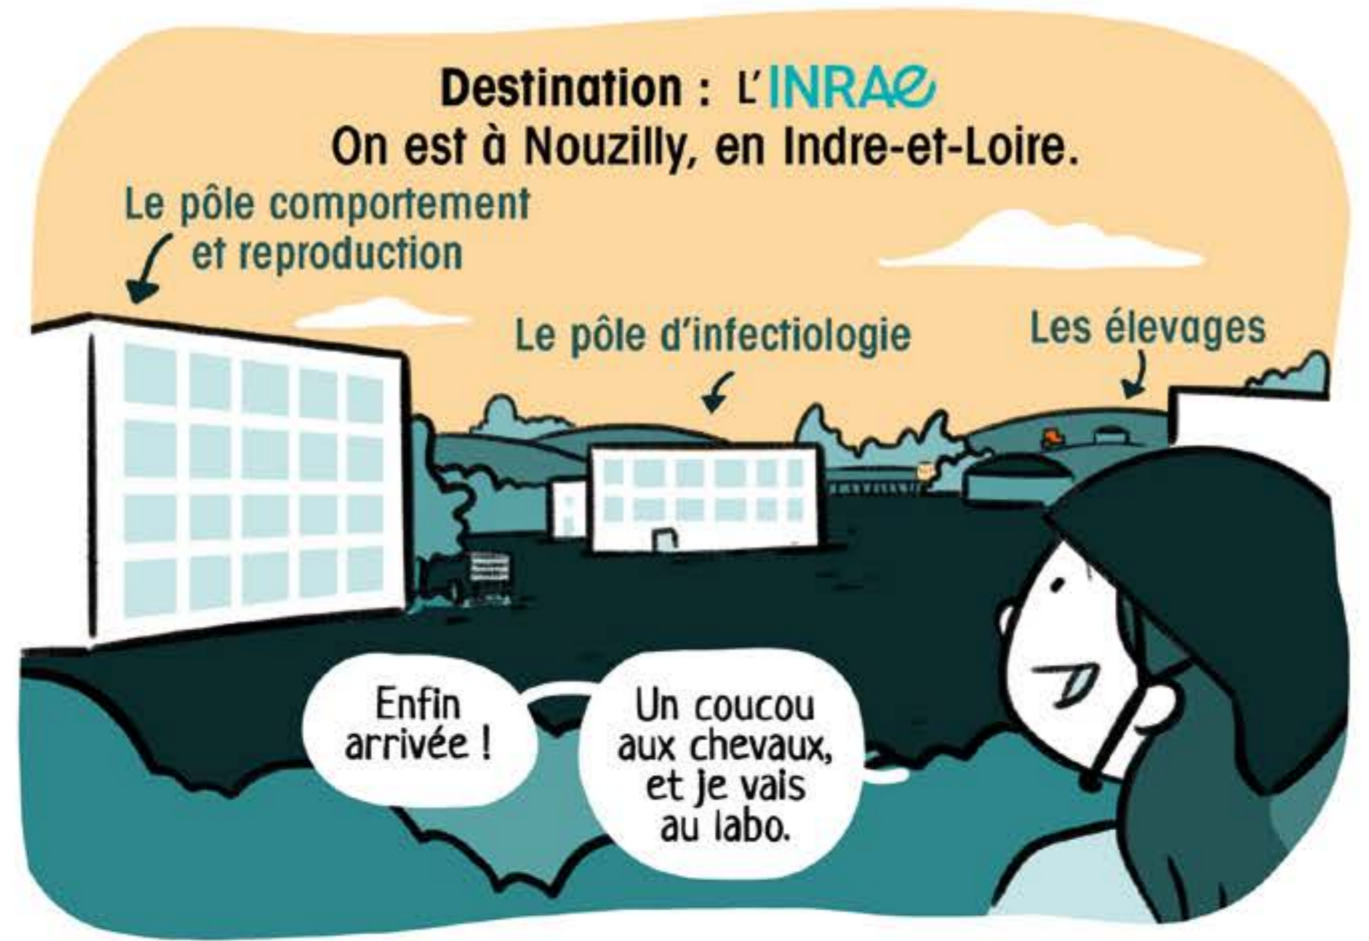 Destination : L'INRAE
On est à Nouzilly, en Indre-et-Loire.
Le pôle comportement
et reproduction
Le pôle d'infectiologie
Les élevages
Enfin
arrivée !
Un coucou
aux chevaux,
et je vais
au labo.